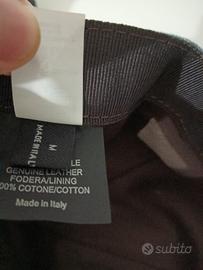 MADE IN ITALY
M
LE
GENUINE LEATHER
FODERA/LINING
100% COTONE/COTTON
Made in Italy
subito